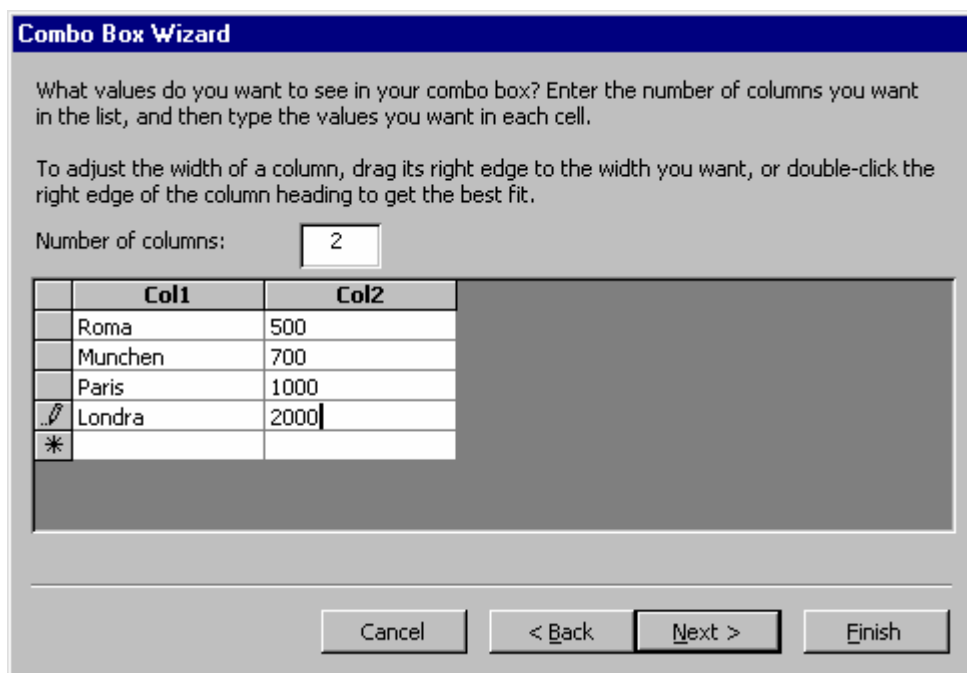 Combo Box Wizard
What values do you want to see in your combo box? Enter the number of columns you want
in the list, and then type the values you want in each cell.
To adjust the width of a column, drag its right edge to the width you want, or double-click the
right edge of the column heading to get the best fit.
Number of columns: 2
Col1 Col2
Roma 500
Munchen 700
Paris 1000
Londra 2000
Cancel < Back Next > Finish